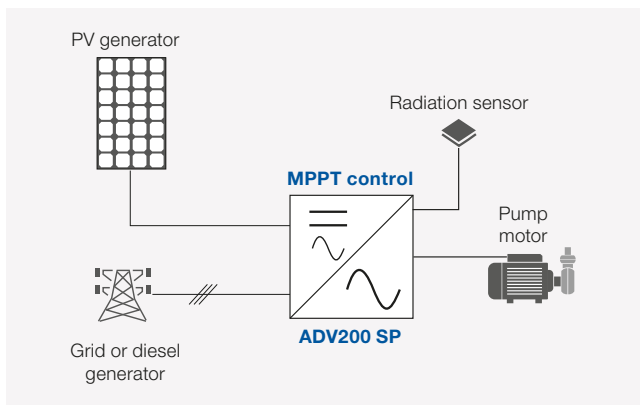 PV generator
Radiation sensor
MPPT control
Pump
motor
ADV200 SP
Grid or diesel
generator